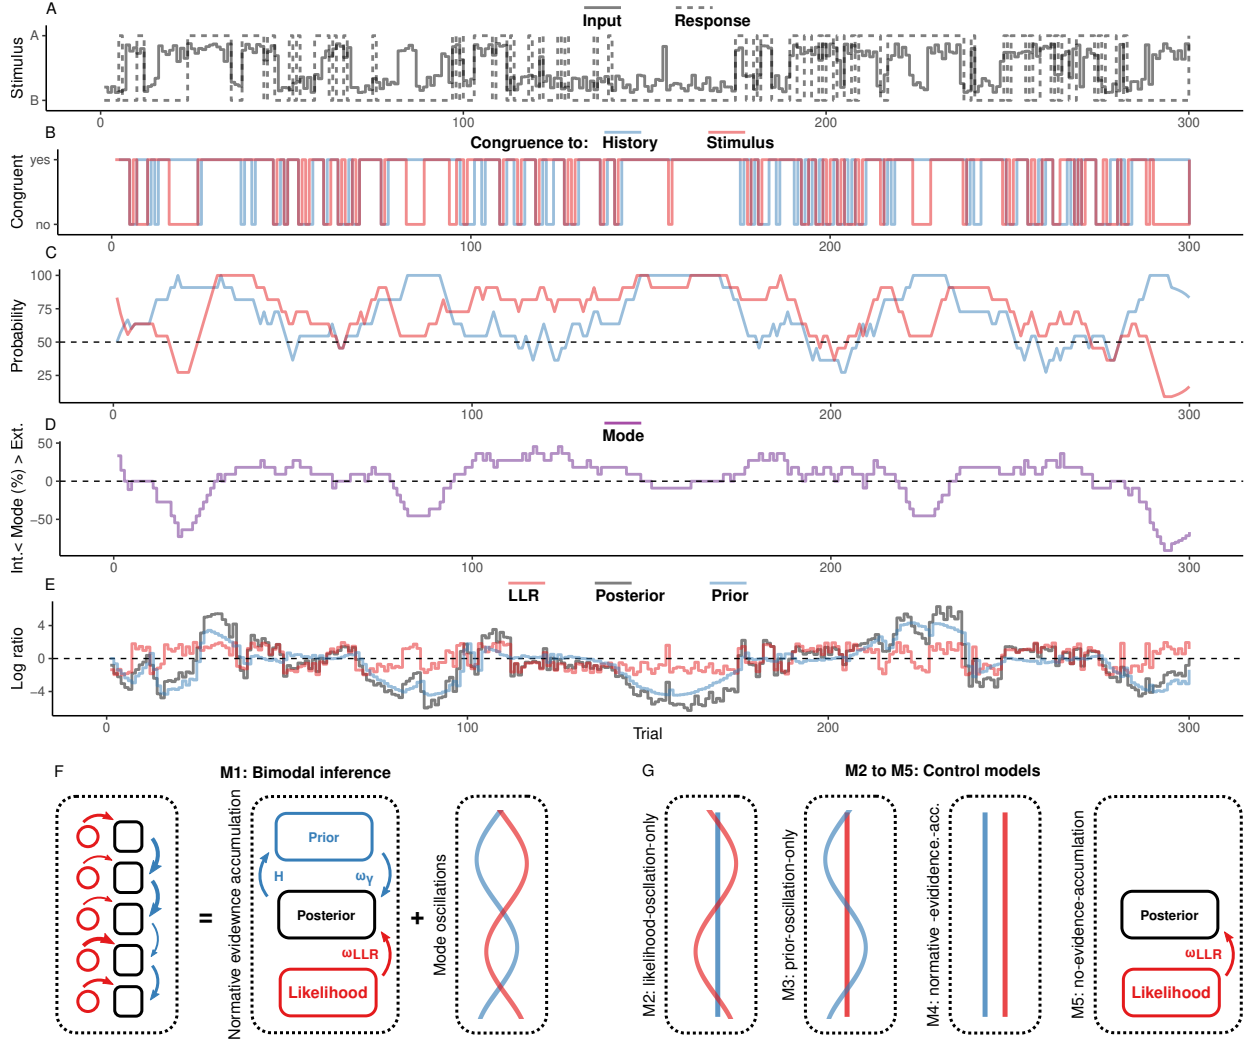 A
Input
Response
Stimulus
A
B
0
100
200
300
B
Congruence to:
History
Stimulus
Congruent
yes
no
0
100
200
300
C
Probability
100
75
50
25
0
100
200
300
D
Mode
Int.< Mode (%) > Ext.
50
0
−50
0
100
200
300
E
LLR
Posterior
Prior
Log ratio
4
0
−4
0
100
200
300
Trial
F
M1: Bimodal inference
=
Normative evidewnce accumulation
Prior
H
ωY
Posterior
ωLLR
Likelihood
+
Mode oscillations
G
M2 to M5: Control models
M2: likelihood-oscllation-only
M3: prior-oscillation-only
M4: normative -evididence.-acc.
M5: no-evidence-accumlation
Posterior
ωLLR
Likelihood